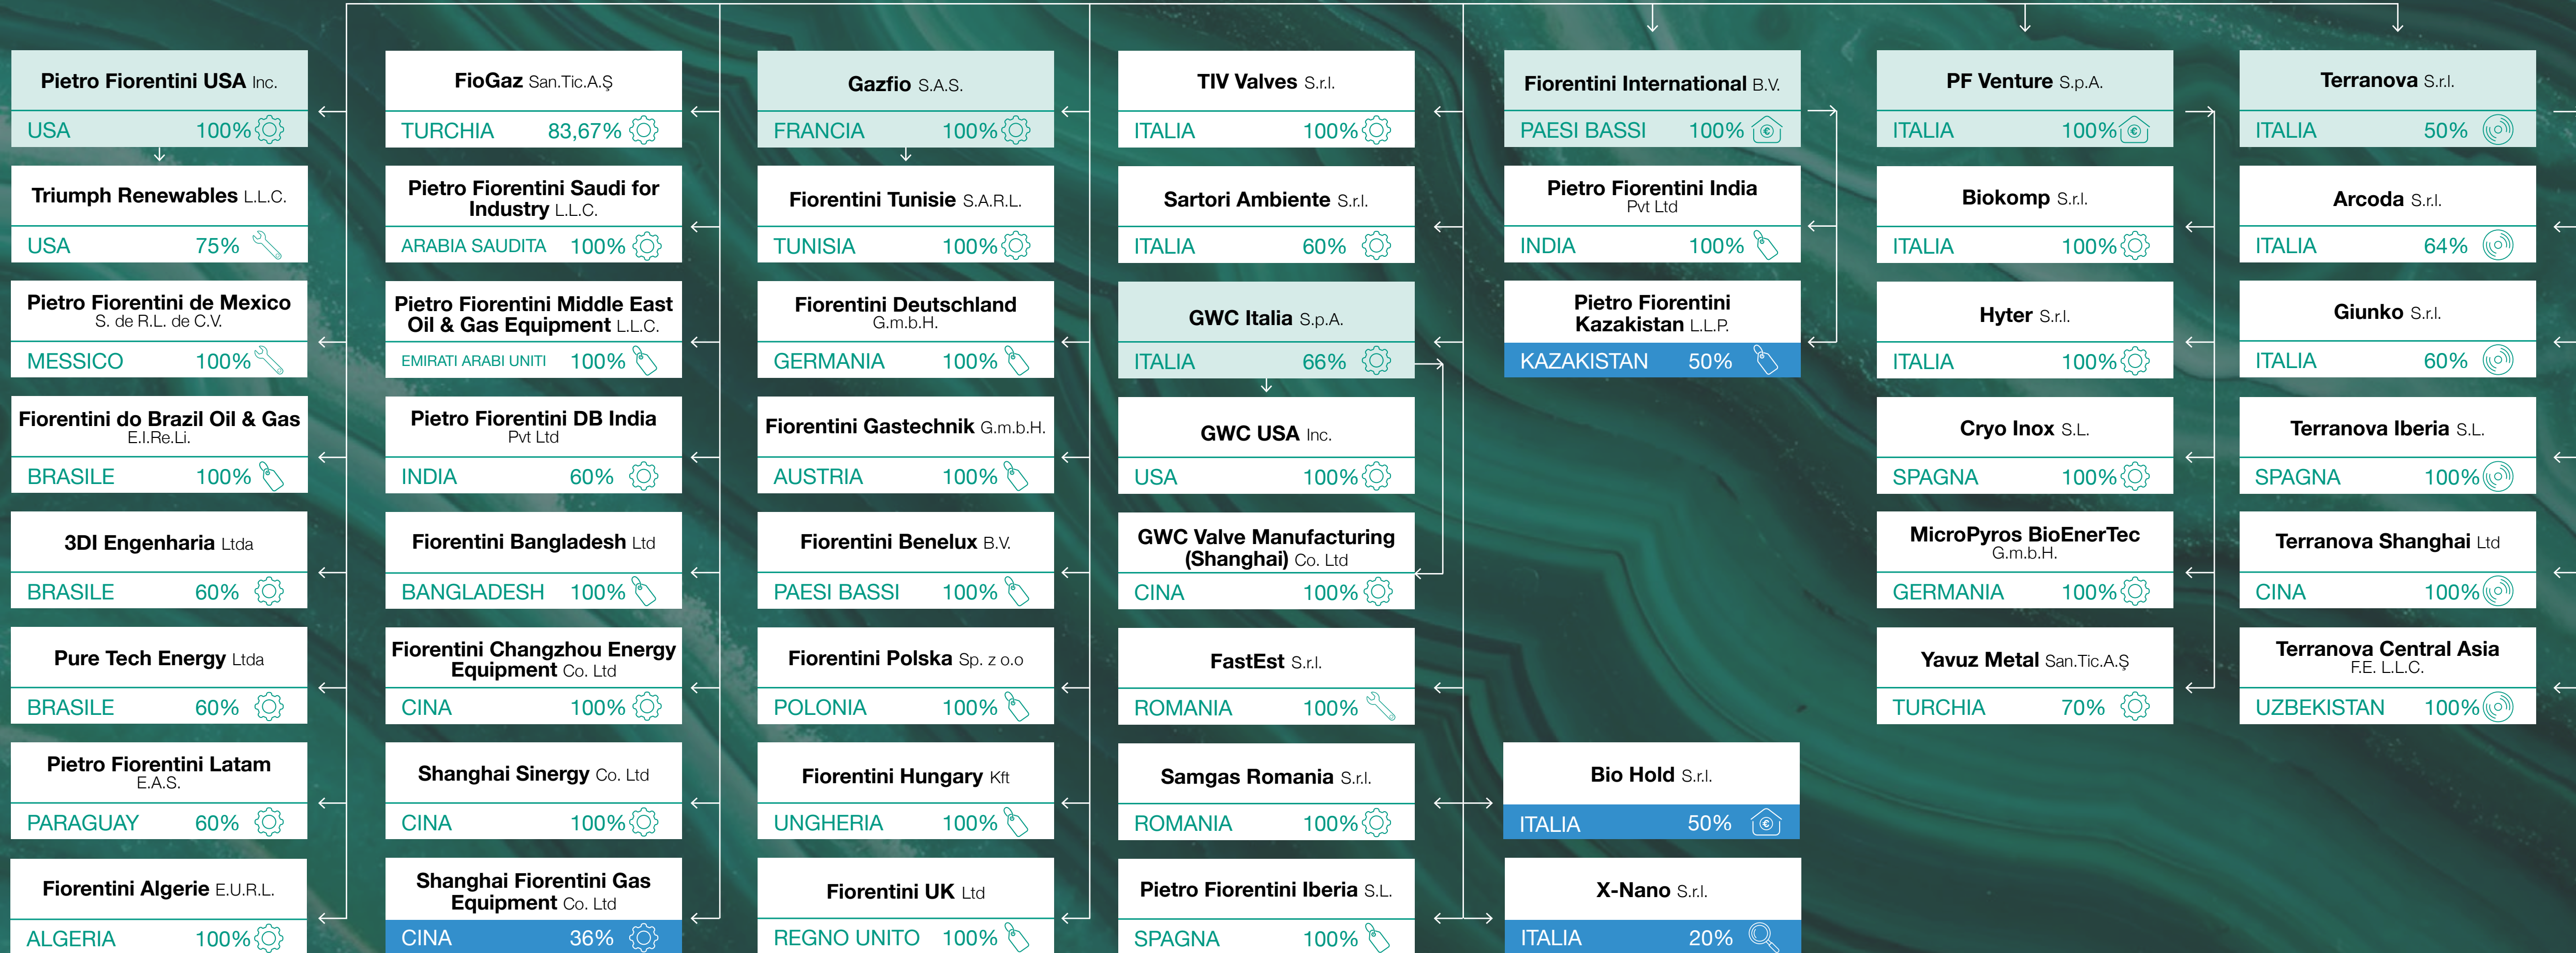 Pietro Fiorentini USA Inc.
USA 100%
Triumph Renewables L.L.C.
USA 75%
Pietro Fiorentini de Mexico
S. de R.L. de C.V.
MESSICO 100%
Fiorentini do Brazil Oil & Gas
E.I.Re.Li.
BRASILE 100%
3DI Engenharia Ltda
BRASILE 60%
Pure Tech Energy Ltda
BRASILE 60%
Pietro Fiorentini Latam
E.A.S.
PARAGUAY 60%
Fiorentini Algerie E.U.R.L.
ALGERIA 100%
FioGaz San.Tic.A.Ş
TURCHIA 83,67%
Pietro Fiorentini Saudi for
Industry L.L.C.
ARABIA SAUDITA 100%
Pietro Fiorentini Middle East
Oil & Gas Equipment L.L.C.
EMIRATI ARABI UNITI 100%
Pietro Fiorentini DB India
Pvt Ltd
INDIA 60%
Fiorentini Bangladesh Ltd
BANGLADESH 100%
Fiorentini Changzhou Energy
Equipment Co. Ltd
CINA 100%
Shanghai Sinergy Co. Ltd
CINA 100%
Shanghai Fiorentini Gas
Equipment Co. Ltd
CINA 36%
Gazfio S.A.S.
FRANCIA 100%
Fiorentini Tunisie S.A.R.L.
TUNISIA 100%
Fiorentini Deutschland
G.m.b.H.
GERMANIA 100%
Fiorentini Gastechnik G.m.b.H.
AUSTRIA 100%
Fiorentini Benelux B.V.
PAESI BASSI 100%
Fiorentini Polska Sp. z o.o
POLONIA 100%
Fiorentini Hungary Kft
UNGHERIA 100%
Fiorentini UK Ltd
REGNO UNITO 100%
TIV Valves S.r.l.
ITALIA 100%
Sartori Ambiente S.r.l.
ITALIA 60%
GWC Italia S.p.A.
ITALIA 66%
GWC USA Inc.
USA 100%
GWC Valve Manufacturing
(Shanghai) Co. Ltd
CINA 100%
FastEst S.r.l.
ROMANIA 100%
Samgas Romania S.r.l.
ROMANIA 100%
Pietro Fiorentini Iberia S.L.
SPAGNA 100%
Fiorentini International B.V.
PAESI BASSI 100%
Pietro Fiorentini India
Pvt Ltd
INDIA 100%
Pietro Fiorentini
Kazakistan L.L.P.
KAZAKISTAN 50%
Bio Hold S.r.l.
ITALIA 50%
X-Nano S.r.l.
ITALIA 20%
PF Venture S.p.A.
ITALIA 100%
Biokomp S.r.l.
ITALIA 100%
Hyter S.r.l.
ITALIA 100%
Cryo Inox S.L.
SPAGNA 100%
MicroPyros BioEnerTec
G.m.b.H.
GERMANIA 100%
Yavuz Metal San.Tic.A.Ş
TURCHIA 70%
Terranova S.r.l.
ITALIA 50%
Arcoda S.r.l.
ITALIA 64%
Giunko S.r.l.
ITALIA 60%
Terranova Iberia S.L.
SPAGNA 100%
Terranova Shanghai Ltd
CINA 100%
Terranova Central Asia
F.E. L.L.C.
UZBEKISTAN 100%